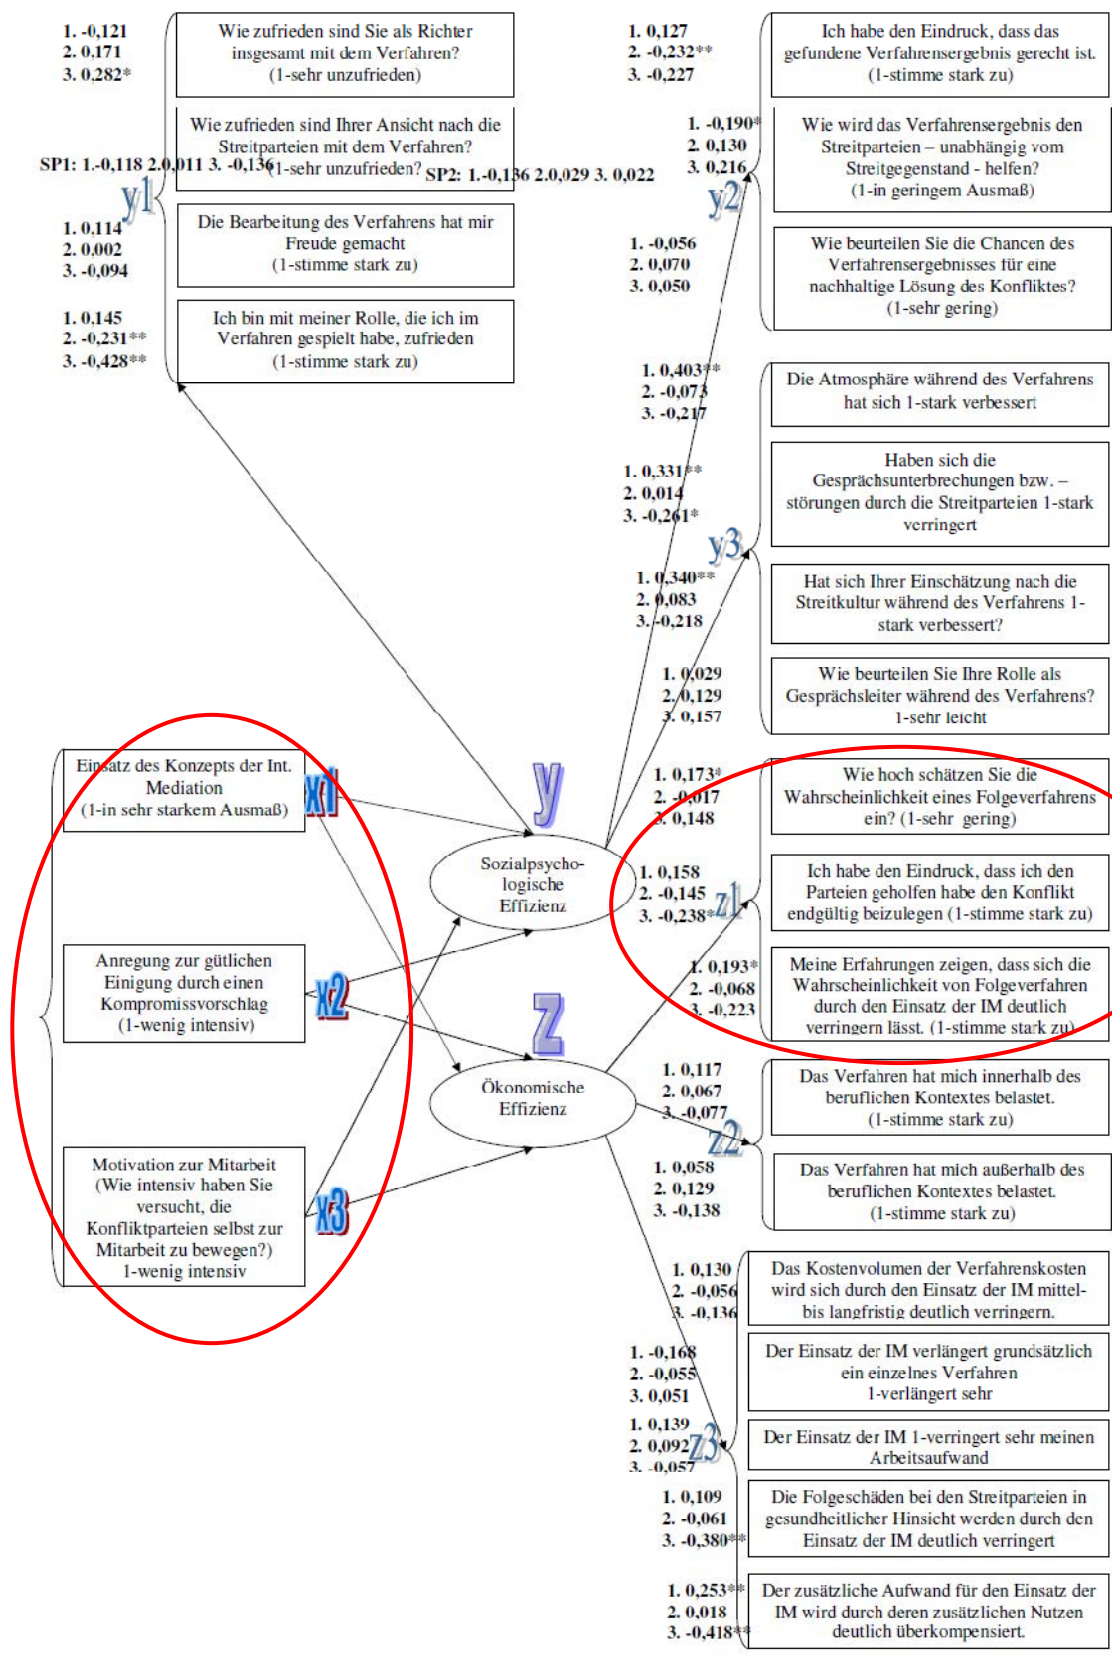 1. -0,121
2. 0,171
3. 0,282*
Wie zufrieden sind Sie als Richter
insgesamt mit dem Verfahren?
(1-sehr unzufrieden)
Wie zufrieden sind Ihrer Ansicht nach die
Streitparteien mit dem Verfahren?
(1-sehr unzufrieden?
SP1: 1.-0,118 2.0,011 3. -0,136
SP2: 1.-0,136 2.0,029 3. 0,022
y1
1. 0,114
2. 0,002
3. -0,094
Die Bearbeitung des Verfahrens hat mir
Freude gemacht
(1-stimme stark zu)
1. 0,145
2. -0,231**
3. -0,428**
Ich bin mit meiner Rolle, die ich im
Verfahren gespielt habe, zufrieden
(1-stimme stark zu)
1. 0,127
2. -0,232**
3. -0,227
Ich habe den Eindruck, dass das
gefundene Verfahrensergebnis gerecht ist.
(1-stimme stark zu)
1. -0,190*
2. 0,130
3. 0,216
y2
Wie wird das Verfahrensergebnis den
Streitparteien – unabhängig vom
Streitgegenstand - helfen?
(1-in geringem Ausmaß)
1. -0,056
2. 0,070
3. 0,050
Wie beurteilen Sie die Chancen des
Verfahrensergebnisses für eine
nachhaltige Lösung des Konfliktes?
(1-sehr gering)
1. 0,403**
2. -0,073
3. -0,217
Die Atmosphäre während des Verfahrens
hat sich 1-stark verbessert
1. 0,331**
2. 0,014
3. -0,261*
y3
Haben sich die
Gesprächsunterbrechungen bzw. –
störungen durch die Streitparteien 1-stark
verringert
1. 0,340**
2. 0,083
3. -0,218
Hat sich Ihrer Einschätzung nach die
Streitkultur während des Verfahrens 1-
stark verbessert?
1. 0,029
2. 0,129
3. 0,157
Wie beurteilen Sie Ihre Rolle als
Gesprächsleiter während des Verfahrens?
1-sehr leicht
Einsatz des Konzepts der Int.
Mediation
(1-in sehr starkem Ausmaß)
x1
Anregung zur gütlichen
Einigung durch einen
Kompromissvorschlag
(1-wenig intensiv)
x2
Motivation zur Mitarbeit
(Wie intensiv haben Sie
versucht, die
Konfliktparteien selbst zur
Mitarbeit zu bewegen?)
1-wenig intensiv
x3
y
Sozialpsycho-
logische
Effizienz
z
Ökonomische
Effizienz
1. 0,173*
2. -0,017
3. 0,148
Wie hoch schätzen Sie die
Wahrscheinlichkeit eines Folgeverfahrens
ein? (1-sehr gering)
1. 0,158
2. -0,145
3. -0,238*
z1
Ich habe den Eindruck, dass ich den
Parteien geholfen habe den Konflikt
endgültig beizulegen (1-stimme stark zu)
1. 0,193*
2. -0,068
3. -0,223
Meine Erfahrungen zeigen, dass sich die
Wahrscheinlichkeit von Folgeverfahren
durch den Einsatz der IM deutlich
verringern lässt. (1-stimme stark zu)
1. 0,117
2. 0,067
3. -0,077
z2
Das Verfahren hat mich innerhalb des
beruflichen Kontextes belastet.
(1-stimme stark zu)
1. 0,058
2. 0,129
3. -0,138
Das Verfahren hat mich außerhalb des
beruflichen Kontextes belastet.
(1-stimme stark zu)
1. 0,130
2. -0,056
3. -0,136
Das Kostenvolumen der Verfahrenskosten
wird sich durch den Einsatz der IM mittel-
bis langfristig deutlich verringern.
1. -0,168
2. -0,055
3. 0,051
Der Einsatz der IM verlängert grundsätzlich
ein einzelnes Verfahren
1-verlängert sehr
1. 0,139
2. 0,092
3. -0,057
z3
Der Einsatz der IM 1-verringert sehr meinen
Arbeitsaufwand
1. 0,109
2. -0,061
3. -0,380**
Die Folgeschäden bei den Streitparteien in
gesundheitlicher Hinsicht werden durch den
Einsatz der IM deutlich verringert
1. 0,253**
2. 0,018
3. -0,418**
Der zusätzliche Aufwand für den Einsatz der
IM wird durch deren zusätzlichen Nutzen
deutlich überkompensiert.